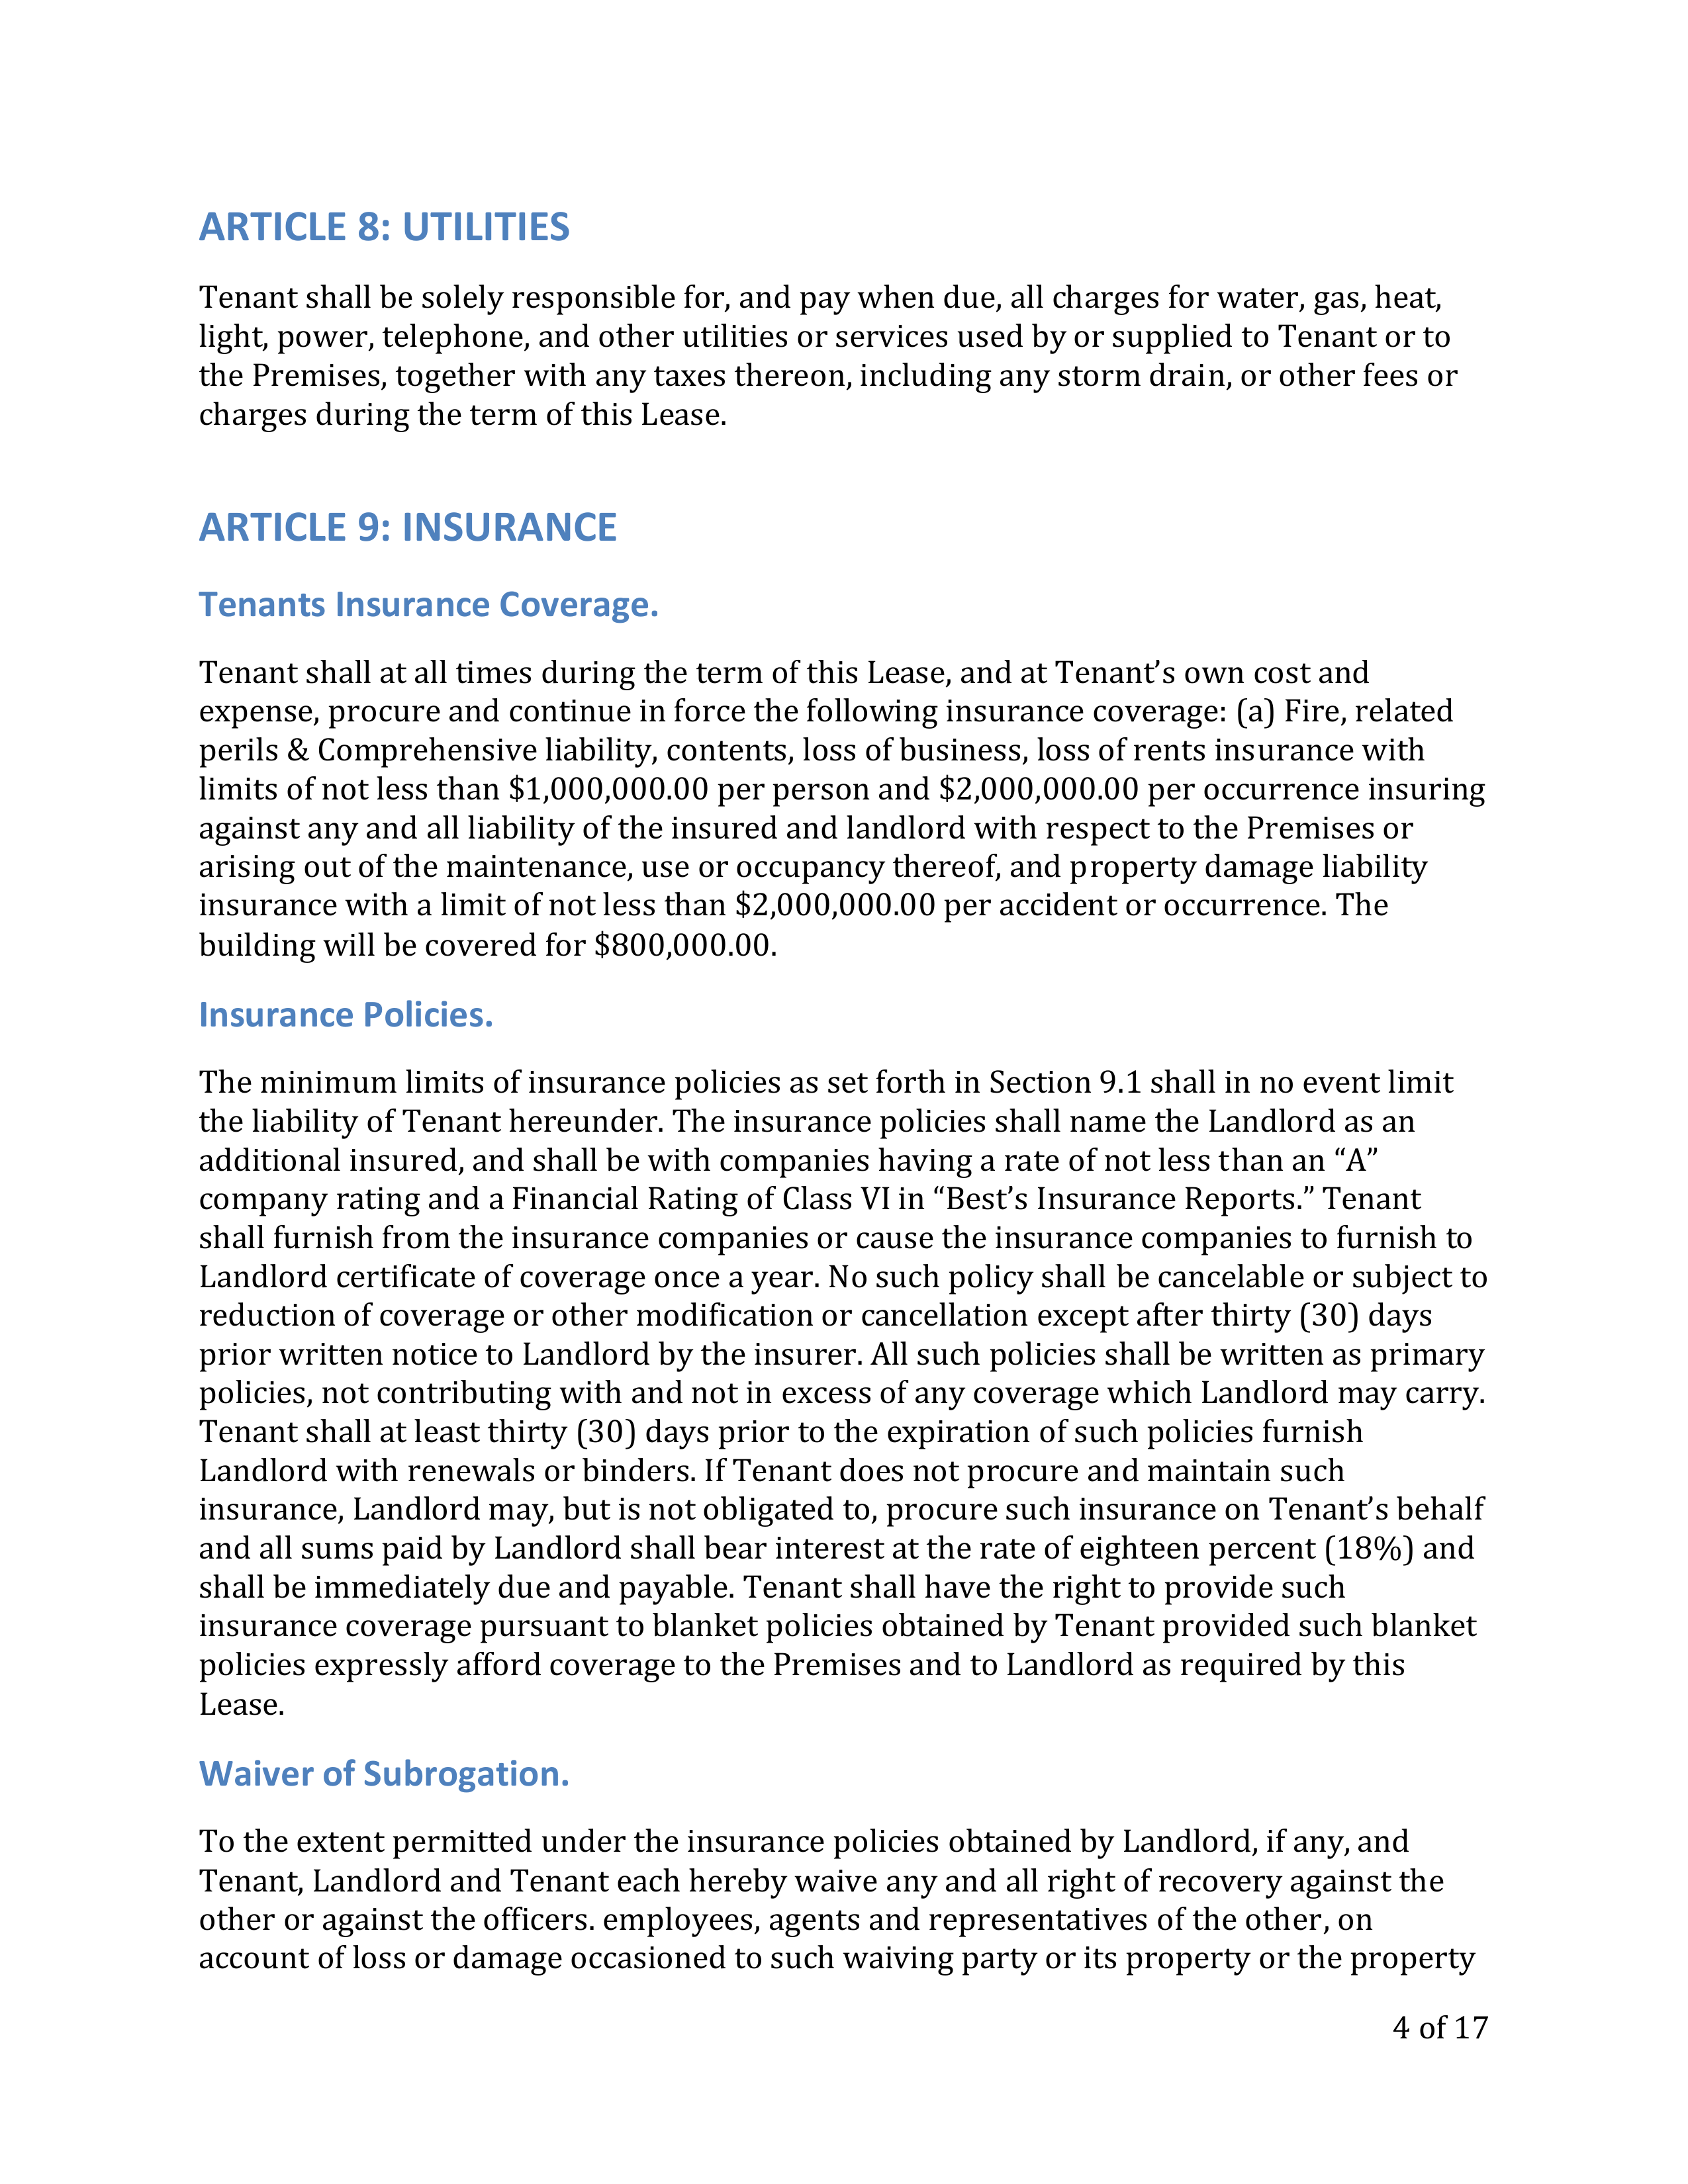 ARTICLE 8: UTILITIES
Tenant shall be solely responsible for, and pay when due, all charges for water, gas, heat,
light, power, telephone, and other utilities or services used by or supplied to Tenant or to
the Premises, together with any taxes thereon, including any storm drain, or other fees or
charges during the term of this Lease.
ARTICLE 9: INSURANCE
Tenants Insurance Coverage.
Tenant shall at all times during the term of this Lease, and at Tenant’s own cost and
expense, procure and continue in force the following insurance coverage: (a) Fire, related
perils & Comprehensive liability, contents, loss of business, loss of rents insurance with
limits of not less than $1,000,000.00 per person and $2,000,000.00 per occurrence insuring
against any and all liability of the insured and landlord with respect to the Premises or
arising out of the maintenance, use or occupancy thereof, and property damage liability
insurance with a limit of not less than $2,000,000.00 per accident or occurrence. The
building will be covered for $800,000.00.
Insurance Policies.
The minimum limits of insurance policies as set forth in Section 9.1 shall in no event limit
the liability of Tenant hereunder. The insurance policies shall name the Landlord as an
additional insured, and shall be with companies having a rate of not less than an “A”
company rating and a Financial Rating of Class VI in “Best’s Insurance Reports.” Tenant
shall furnish from the insurance companies or cause the insurance companies to furnish to
Landlord certificate of coverage once a year. No such policy shall be cancelable or subject to
reduction of coverage or other modification or cancellation except after thirty (30) days
prior written notice to Landlord by the insurer. All such policies shall be written as primary
policies, not contributing with and not in excess of any coverage which Landlord may carry.
Tenant shall at least thirty (30) days prior to the expiration of such policies furnish
Landlord with renewals or binders. If Tenant does not procure and maintain such
insurance, Landlord may, but is not obligated to, procure such insurance on Tenant’s behalf
and all sums paid by Landlord shall bear interest at the rate of eighteen percent (18%) and
shall be immediately due and payable. Tenant shall have the right to provide such
insurance coverage pursuant to blanket policies obtained by Tenant provided such blanket
policies expressly afford coverage to the Premises and to Landlord as required by this
Lease.
Waiver of Subrogation.
To the extent permitted under the insurance policies obtained by Landlord, if any, and
Tenant, Landlord and Tenant each hereby waive any and all right of recovery against the
other or against the officers. employees, agents and representatives of the other, on
account of loss or damage occasioned to such waiving party or its property or the property
4 of 17